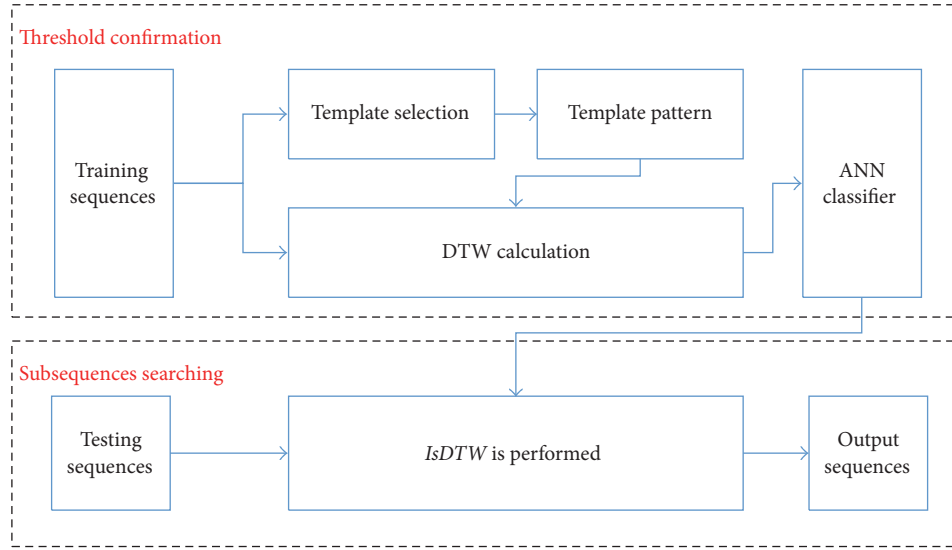 Threshold confirmation
Training
sequences
Template selection
Template pattern
DTW calculation
ANN
classifier
Subsequences searching
Testing
sequences
IsDTW is performed
Output
sequences